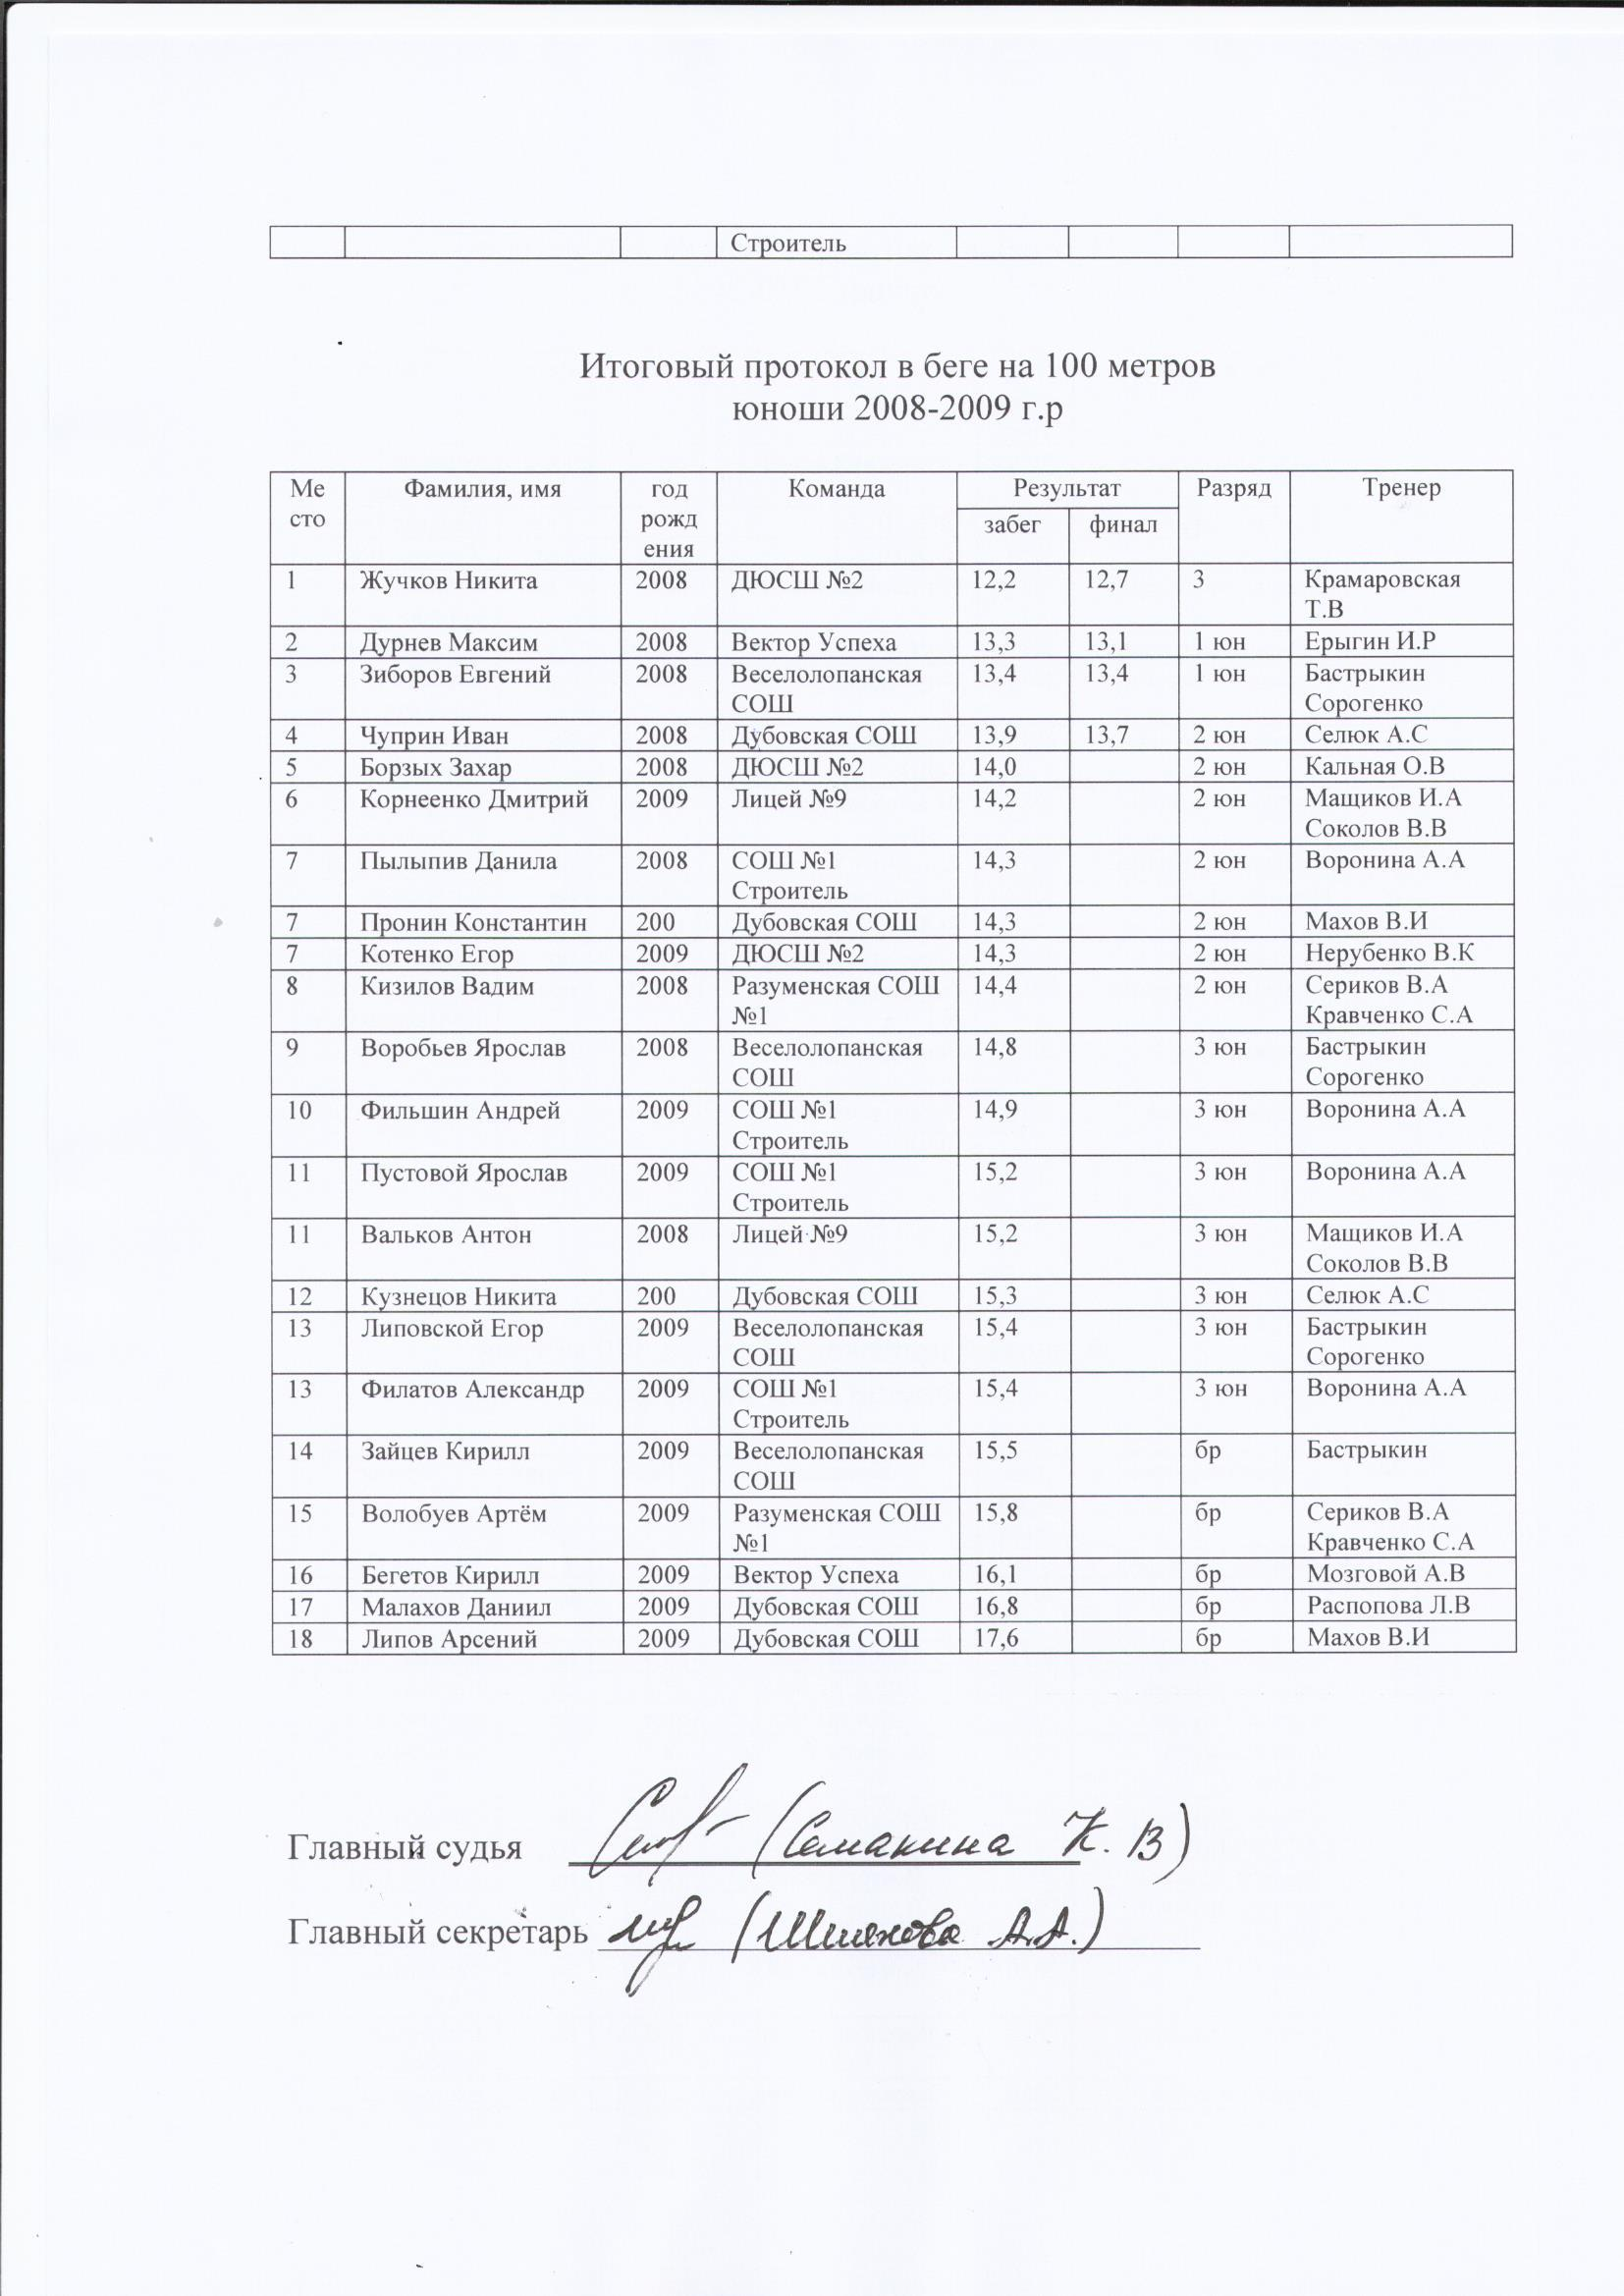 Строитель
Итоговый протокол в беге на 100 метров
юноши 2008-2009 г.р
Ме сто Фамилия, имя год рожд ения Команда Результат Разряд Тренер
забег финал
1 Жучков Никита 2008 ДЮСШ №2 12,2 12,7 3 Крамаровская
Т.В
2 Дурнев Максим 2008 Вектор Успеха 13,3 13,1 1 юн Ерыгин И.Р
3 Зиборов Евгений 2008 Веселолопанская 13,4 13,4 1 юн Бастрыкин
СОШ Сорогенко
4 Чуприн Иван 2008 Дубовская СОШ 13,9 13,7 2 юн Селюк А.С
5 Борзых Захар 2008 ДЮСШ №2 14,0 2 юн Кальная О.В
6 Корнеенко Дмитрий 2009 Лицей №9 14,2 2 юн Мащиков И.А
Соколов В.В
7 Пылыпив Данила 2008 СОШ №1 14,3 2 юн Воронина А.А
Строитель
7 Пронин Константин 200 Дубовская СОШ 14,3 2 юн Махов В.И
7 Котенко Егор 2009 ДЮСШ №2 14,3 2 юн Нерубенко В.К
8 Кизилов Вадим 2008 Разуменская СОШ 14,4 2 юн Сериков В.А
№1 Кравченко С.А
9 Воробьев Ярослав 2008 Веселолопанская 14,8 3 юн Бастрыкин
СОШ Сорогенко
10 Фильшин Андрей 2009 СОШ №1 14,9 3 юн Воронина А.А
Строитель
11 Пустовой Ярослав 2009 СОШ №1 15,2 3 юн Воронина А.А
Строитель
11 Вальков Антон 2008 Лицей №9 15,2 3 юн Мащиков И.А
Соколов В.В
12 Кузнецов Никита 200 Дубовская СОШ 15,3 3 юн Селюк А.С
13 Липовской Егор 2009 Веселолопанская 15,4 3 юн Бастрыкин
СОШ Сорогенко
13 Филатов Александр 2009 СОШ №1 15,4 3 юн Воронина А.А
Строитель
14 Зайцев Кирилл 2009 Веселолопанская 15,5 бр Бастрыкин
СОШ
15 Волобуев Артём 2009 Разуменская СОШ 15,8 бр Сериков В.А
№1 Кравченко С.А
16 Бегетов Кирилл 2009 Вектор Успеха 16,1 бр Мозговой А.В
17 Малахов Даниил 2009 Дубовская СОШ 16,8 бр Распопова Л.В
18 Липов Арсений 2009 Дубовская СОШ 17,6 бр Махов В.И
Главный судья (Семакина К.В)
Главный секретарь А.А.)